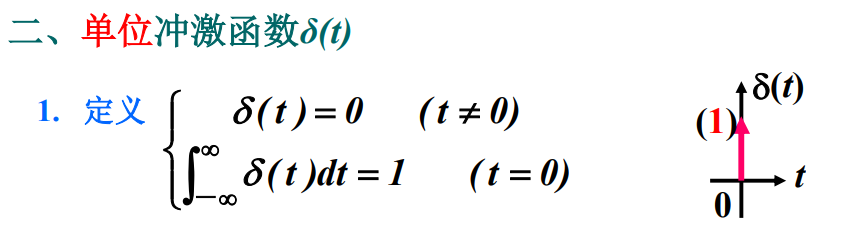 二、单位冲激函数δ(t)
1. 定义
δ(t)=0 (t≠0)
∫_{-∞}^{∞} δ(t)dt=1 (t=0)
δ(t)
(1)
t
0